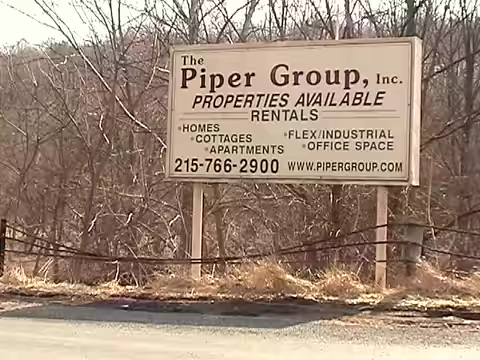 The
Piper Group, Inc.
PROPERTIES AVAILABLE
RENTALS
•HOMES
•COTTAGES
•APARTMENTS
•FLEX/INDUSTRIAL
•OFFICE SPACE
215-766-2900 WWW.PIPERGROUP.COM